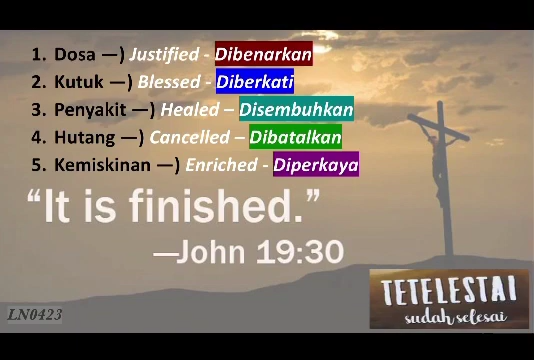 1. Dosa —) Justified - Dibenarkan
2. Kutuk —) Blessed - Diberkati
3. Penyakit —) Healed – Disembuhkan
4. Hutang —) Cancelled – Dibatalkan
5. Kemiskinan —) Enriched - Diperkaya
“It is finished.”
—John 19:30
TETELESTAI
sudah selesai
LN0423